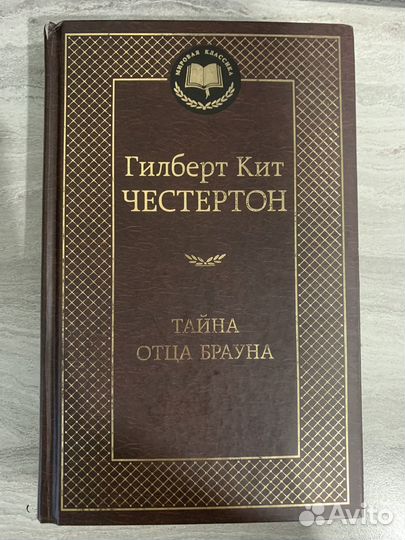 МИРОВАЯ КЛАССИКА
Гилберт Кит
ЧЕСТЕРТОН
ТАЙНА
ОТЦА БРАУНА
Avito